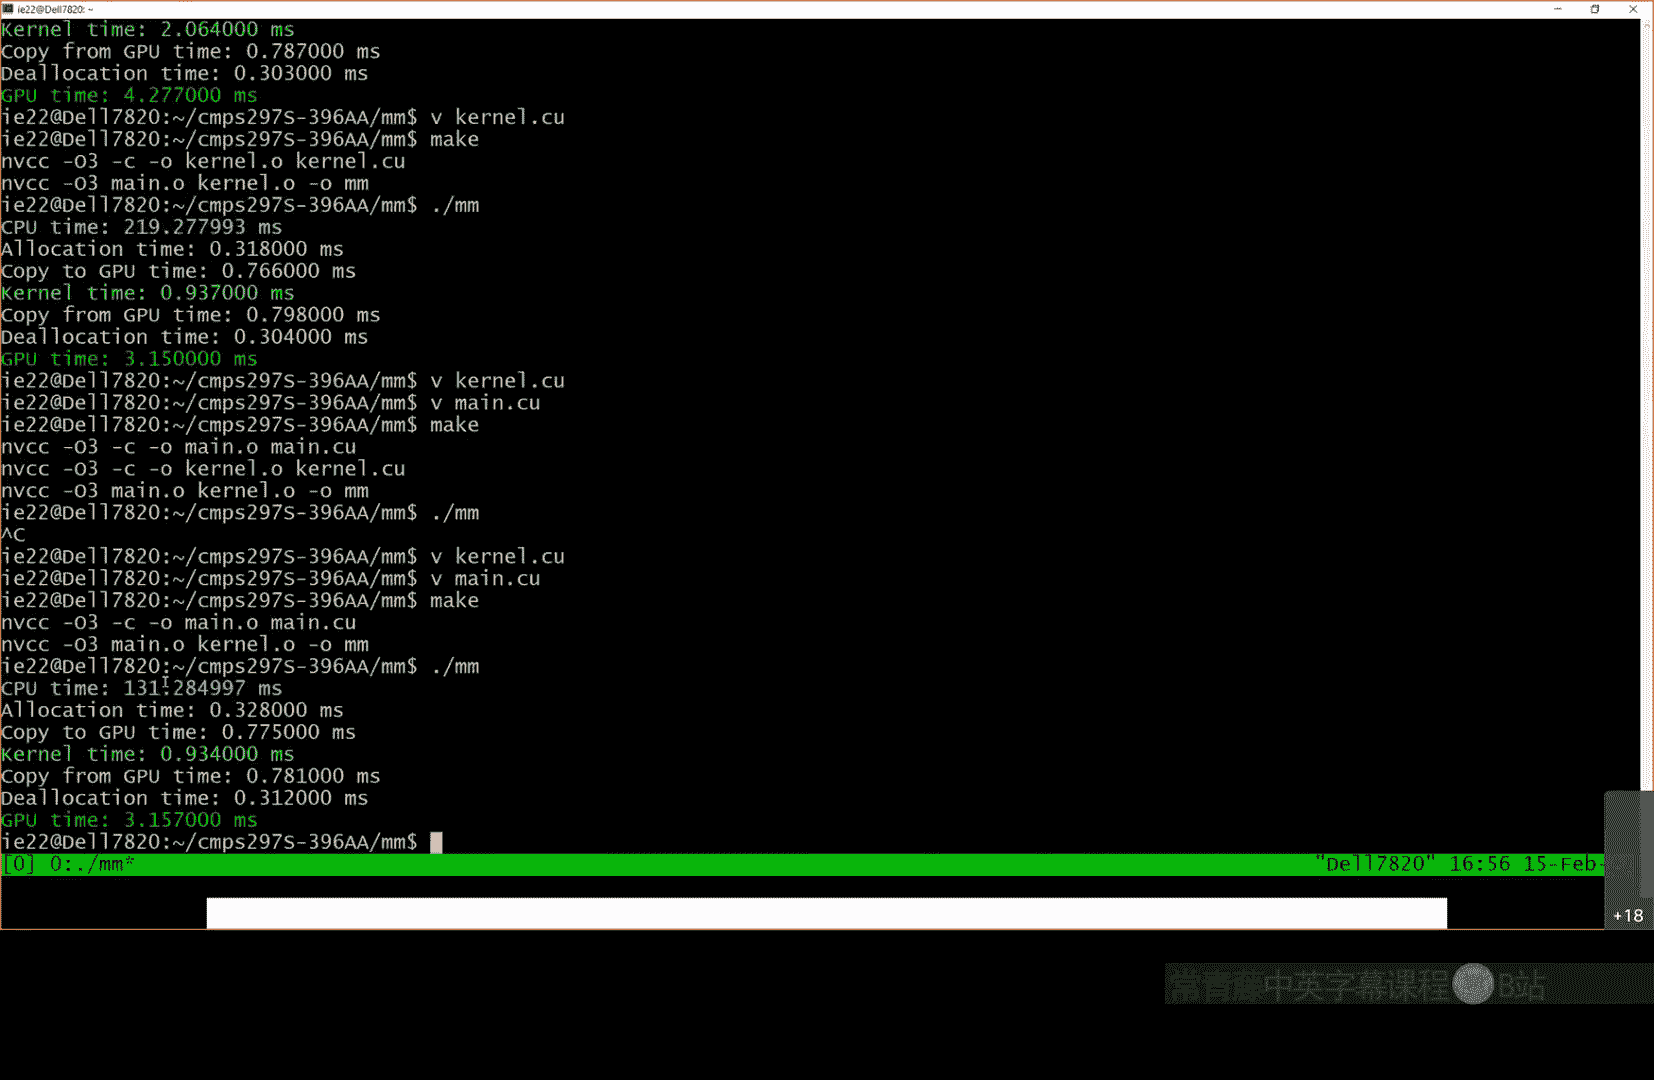 ie22@Dell7820: ~
Kernel time: 2.064000 ms
Copy from GPU time: 0.787000 ms
Deallocation time: 0.303000 ms
GPU time: 4.277000 ms
ie22@Dell7820:~/cmps297S-396AA/mm$ v kernel.cu
ie22@Dell7820:~/cmps297S-396AA/mm$ make
nvcc -O3 -c -o kernel.o kernel.cu
nvcc -O3 main.o kernel.o -o mm
ie22@Dell7820:~/cmps297S-396AA/mm$ ./mm
CPU time: 219.277993 ms
Allocation time: 0.318000 ms
Copy to GPU time: 0.766000 ms
Kernel time: 0.937000 ms
Copy from GPU time: 0.798000 ms
Deallocation time: 0.304000 ms
GPU time: 3.150000 ms
ie22@Dell7820:~/cmps297S-396AA/mm$ v kernel.cu
ie22@Dell7820:~/cmps297S-396AA/mm$ v main.cu
ie22@Dell7820:~/cmps297S-396AA/mm$ make
nvcc -O3 -c -o main.o main.cu
nvcc -O3 -c -o kernel.o kernel.cu
nvcc -O3 main.o kernel.o -o mm
ie22@Dell7820:~/cmps297S-396AA/mm$ ./mm
^C
ie22@Dell7820:~/cmps297S-396AA/mm$ v kernel.cu
ie22@Dell7820:~/cmps297S-396AA/mm$ v main.cu
ie22@Dell7820:~/cmps297S-396AA/mm$ make
nvcc -O3 -c -o main.o main.cu
nvcc -O3 main.o kernel.o -o mm
ie22@Dell7820:~/cmps297S-396AA/mm$ ./mm
CPU time: 131.284997 ms
Allocation time: 0.328000 ms
Copy to GPU time: 0.775000 ms
Kernel time: 0.934000 ms
Copy from GPU time: 0.781000 ms
Deallocation time: 0.312000 ms
GPU time: 3.157000 ms
ie22@Dell7820:~/cmps297S-396AA/mm$
[0] 0:./mm* "Dell7820" 16:56 15-Feb-
+18
常青藤中英字幕课程 B站